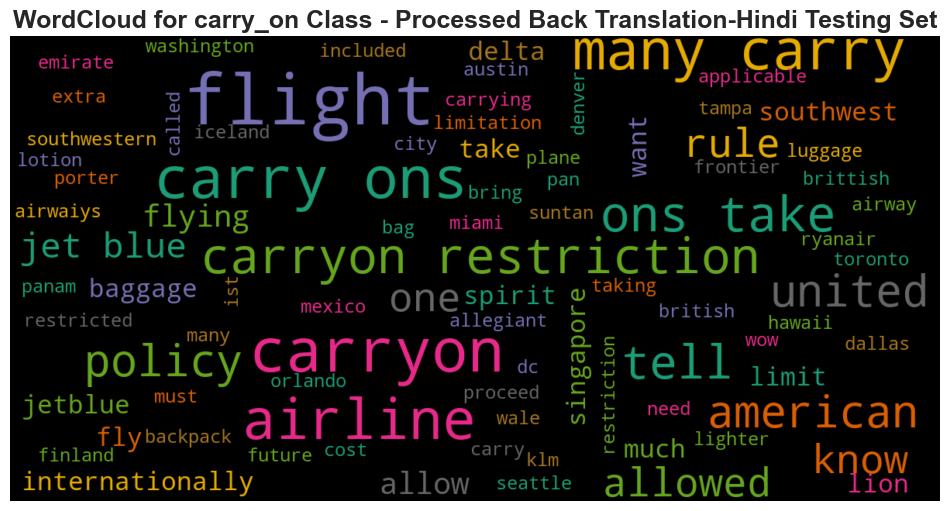 WordCloud for carry_on Class - Processed Back Translation-Hindi Testing Set
washington
included
delta
many carry
emirate
austin
applicable
flight
extra
called
carrying
denver
tampa
southwest
iceland
limitation
southwestern
city
take
plane
want
rule
luggage
lotion
frontier
porter
carry ons
bring
pan
brittish
airwaiys
flying
bag
miami
suntan
ons take
airway
jet blue
carryon restriction
ryanair
toronto
panam
baggage
ist
mexico
one
spirit
taking
united
restricted
allegiant
singapore
british
hawaii
many
policy
carryon
dc
restriction
tell
wow
dallas
orlando
proceed
limit
jetblue
must
airline
wale
need
american
fly
backpack
much
lighter
finland
future
cost
carry
klm
know
internationally
allow
seattle
allowed
lion